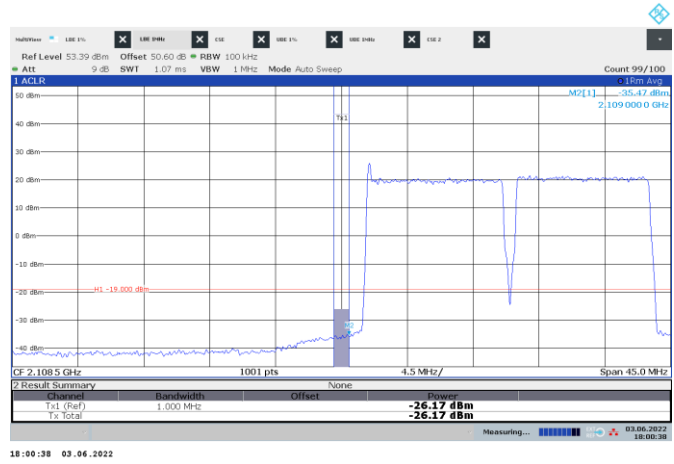 MultiView LBE 1% LBE 1MHz CSE UBE 1% UBE 1MHz CSE 2
Ref Level 53.39 dBm Offset 50.60 dB RBW 100 kHz
Att 9 dB SWT 1.07 ms VBW 1 MHz Mode Auto Sweep Count 99/100
1 ACLR 1Rm Avg
M2[1] -35.47 dBm
2.109 000 0 GHz
50 dBm
Tx1
40 dBm
30 dBm
20 dBm
10 dBm
0 dBm
-10 dBm
H1 -19.000 dBm
-20 dBm
-30 dBm
M2
-40 dBm
CF 2.1085 GHz 1001 pts 4.5 MHz/ Span 45.0 MHz
2 Result Summary None
Channel Bandwidth Offset Power
Tx1 (Ref) 1.000 MHz -26.17 dBm
Tx Total -26.17 dBm
Measuring... 03.06.2022
18:00:38
18:00:38 03.06.2022